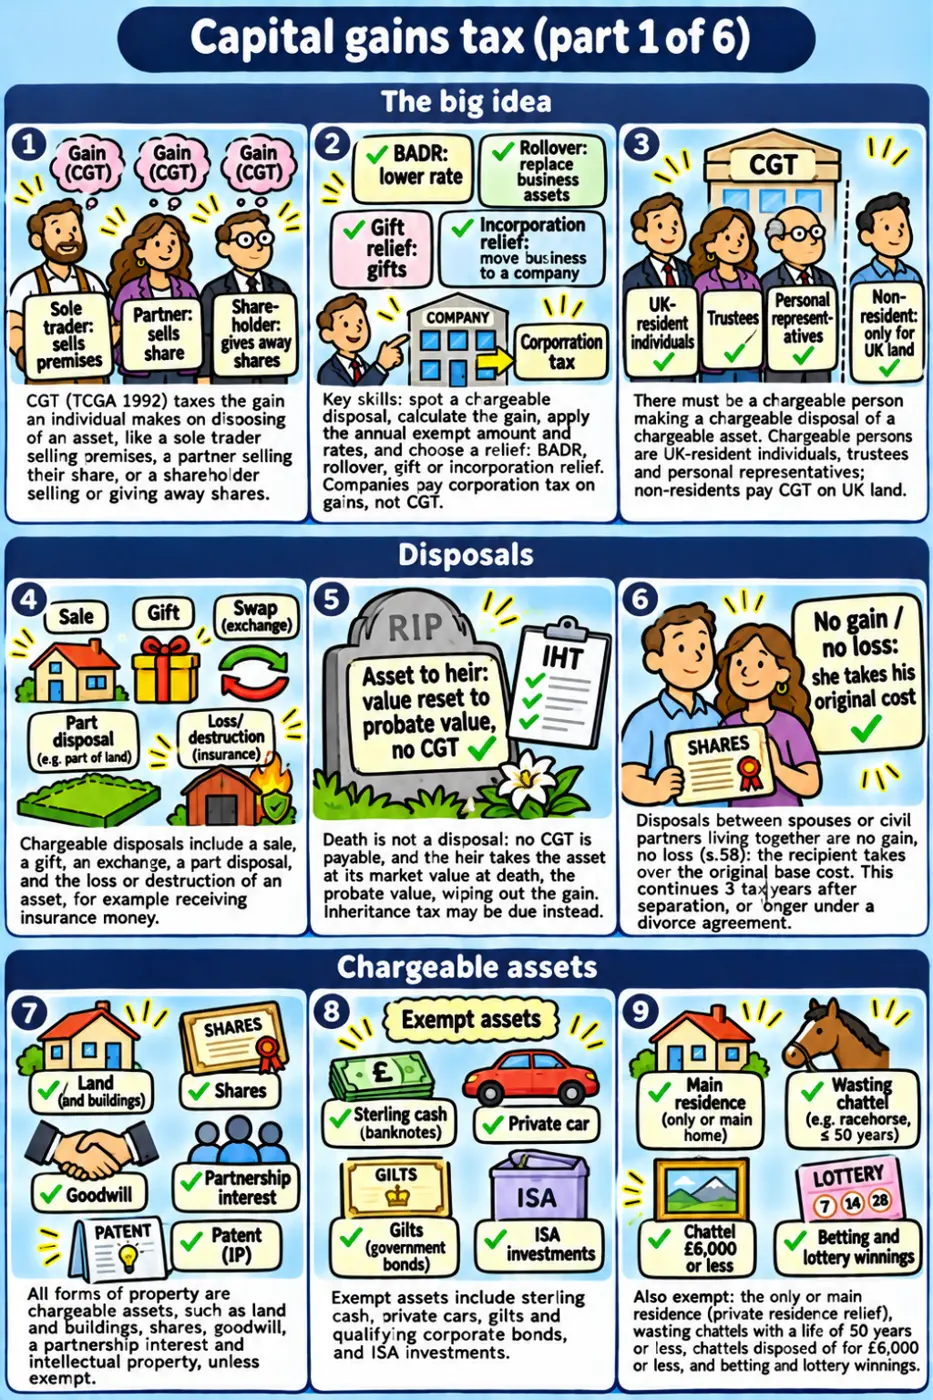 Capital gains tax (part 1 of 6)
The big idea
1
Gain
(CGT)
Gain
(CGT)
Gain
(CGT)
Sole
trader:
sells
premises
Partner:
sells
share
Share-
holder:
gives away
shares
CGT (TCGA 1992) taxes the gain
an individual makes on disposing
of an asset, like a sole trader
selling premises, a partner selling
their share, or a shareholder
selling or giving away shares.
2
BADR:
lower rate
Rollover:
replace
business
assets
Gift
relief:
gifts
Incorporation
relief:
move business
to a company
COMPANY
Corporration
tax
Key skills: spot a chargeable
disposal, calculate the gain, apply
the annual exempt amount and
rates, and choose a relief: BADR,
rollover, gift or incorporation relief.
Companies pay corporation tax on
gains, not CGT.
3
CGT
UK-
resident
individuals
Trustees
Personal
represent-
atives
Non-
resident:
only for
UK land
There must be a chargeable person
making a chargeable disposal of a
chargeable asset. Chargeable persons
are UK-resident individuals, trustees
and personal representatives;
non-residents pay CGT on UK land.
Disposals
4
Sale
Gift
Swap
(exchange)
Part
disposal
(e.g. part of land)
Loss/
destruction
(insurance)
Chargeable disposals include a sale,
a gift, an exchange, a part disposal,
and the loss or destruction of an
asset, for example receiving
insurance money.
5
RIP
Asset to heir:
value reset to
probate value,
no CGT
IHT
Death is not a disposal: no CGT is
payable, and the heir takes the asset
at its market value at death, the
probate value, wiping out the gain.
Inheritance tax may be due instead.
6
No gain /
no loss:
she takes his
original cost
SHARES
Disposals between spouses or civil
partners living together are no gain,
no loss (s.58): the recipient takes
over the original base cost. This
continues 3 tax years after
separation, or longer under a
divorce agreement.
Chargeable assets
7
SHARES
Land
(and buildings)
Shares
Goodwill
Partnership
interest
PATENT
Patent
(IP)
All forms of property are
chargeable assets, such as land
and buildings, shares, goodwill,
a partnership interest and
intellectual property, unless
exempt.
8
Exempt assets
£
Sterling cash
(banknotes)
Private car
GILTS
ISA
Gilts
(government
bonds)
ISA
investments
Exempt assets include sterling
cash, private cars, gilts and
qualifying corporate bonds,
and ISA investments.
9
Main
residence
(only or main
home)
Wasting
chattel
(e.g. racehorse,
≤ 50 years)
LOTTERY
7 14 28
Chattel
£6,000
or less
Betting and
lottery winnings
Also exempt: the only or main
residence (private residence relief),
wasting chattels with a life of 50 years
or less, chattels disposed of for £6,000
or less, and betting and lottery winnings.